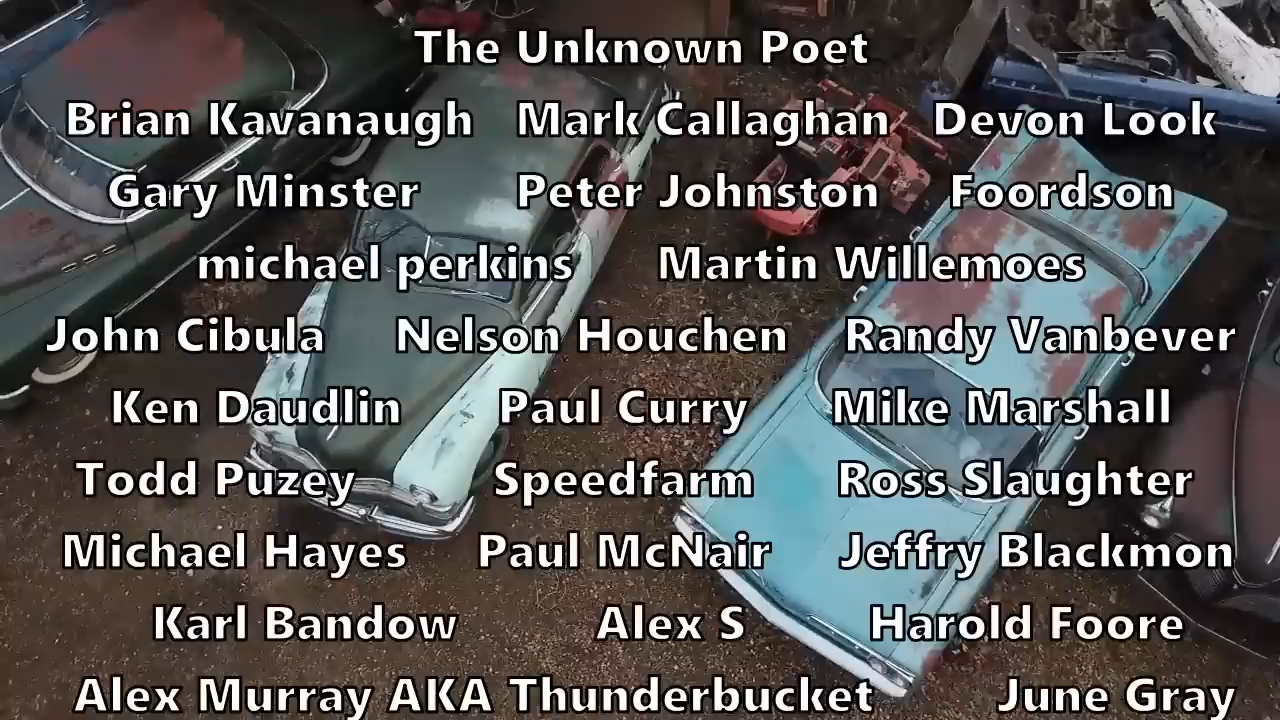 The Unknown Poet
Brian Kavanaugh Mark Callaghan Devon Look
Gary Minster Peter Johnston Foordson
michael perkins Martin Willemoes
John Cibula Nelson Houchen Randy Vanbever
Ken Daudlin Paul Curry Mike Marshall
Todd Puzey Speedfarm Ross Slaughter
Michael Hayes Paul McNair Jeffry Blackmon
Karl Bandow Alex S Harold Foore
Alex Murray AKA Thunderbucket June Gray